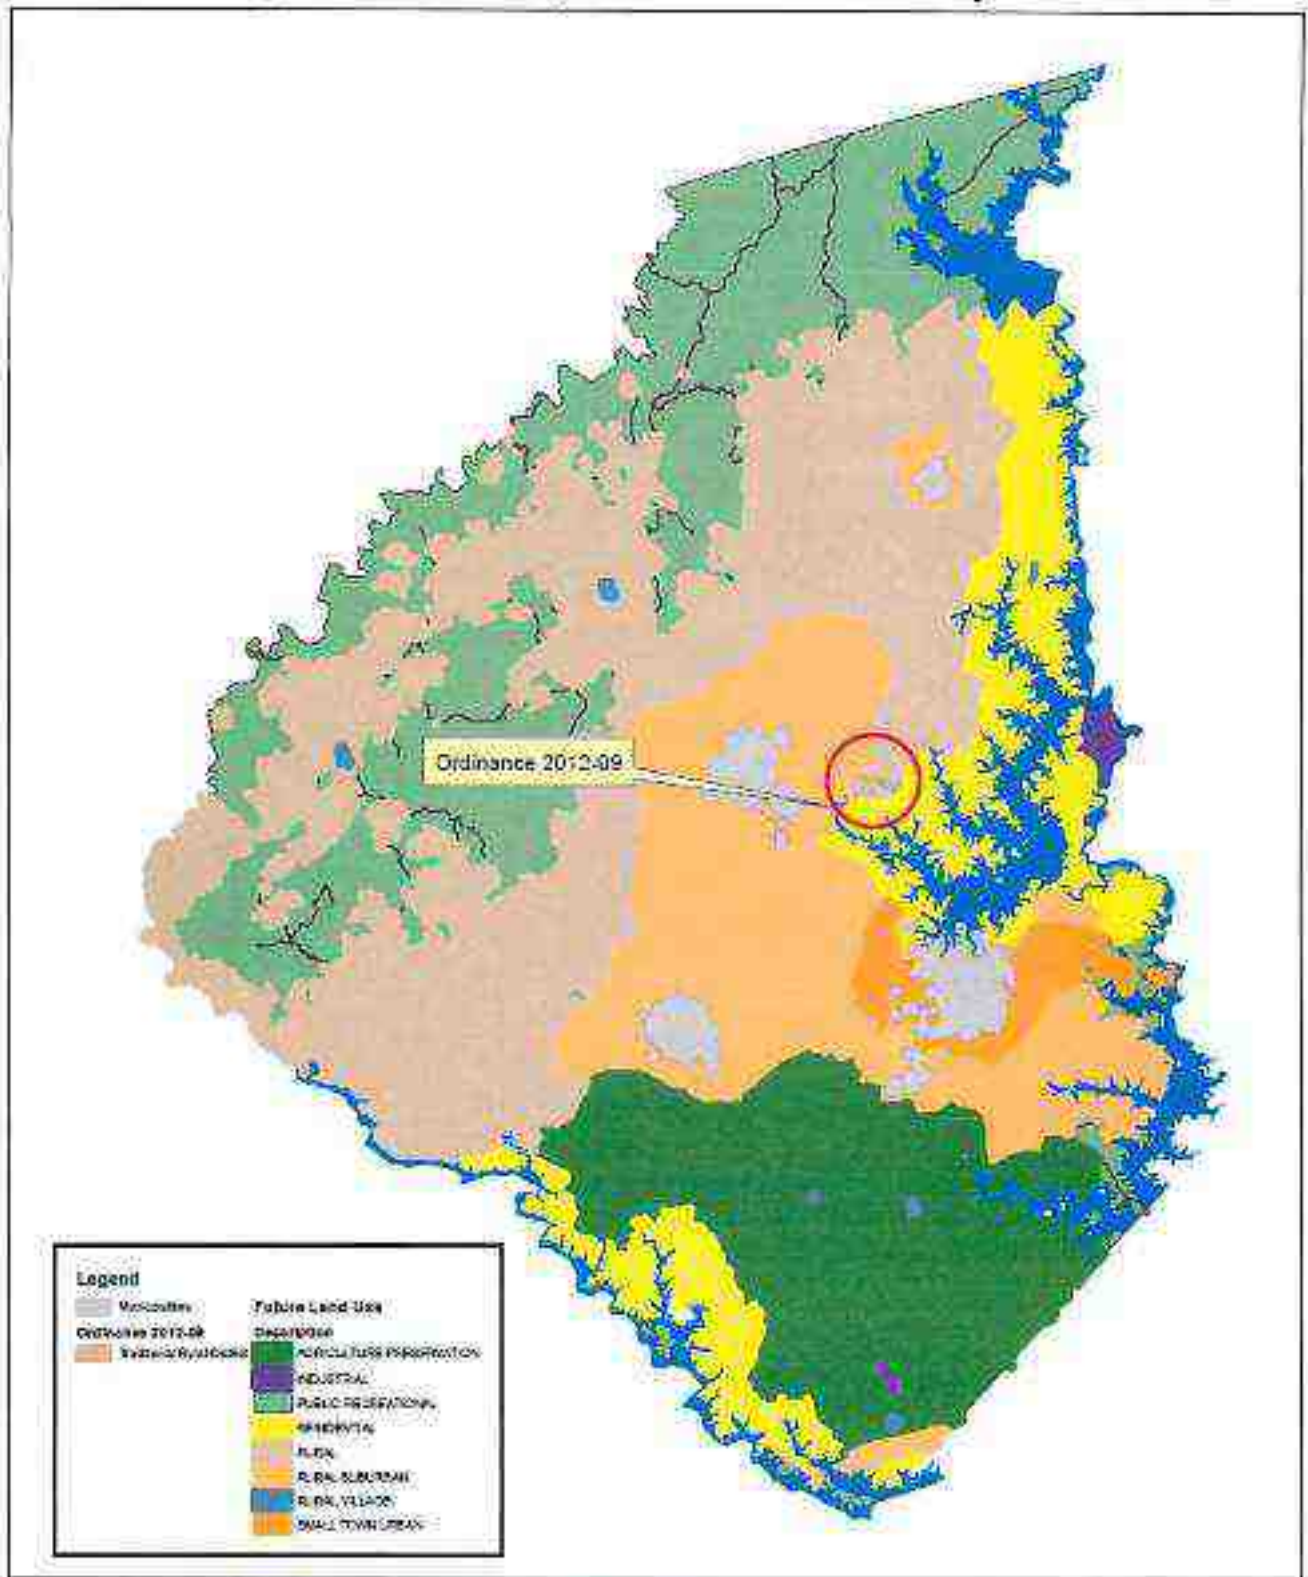 Ordinance 2012-09
Legend
Municipalities
Ordinance 2012-09
Future Land Use
Description
AGRICULTURE PRESERVATION
INDUSTRIAL
PUBLIC RECREATION
RESIDENTIAL
RURAL
RURAL SUBURBAN
RURAL VILLAGE
SMALL TOWN URBAN